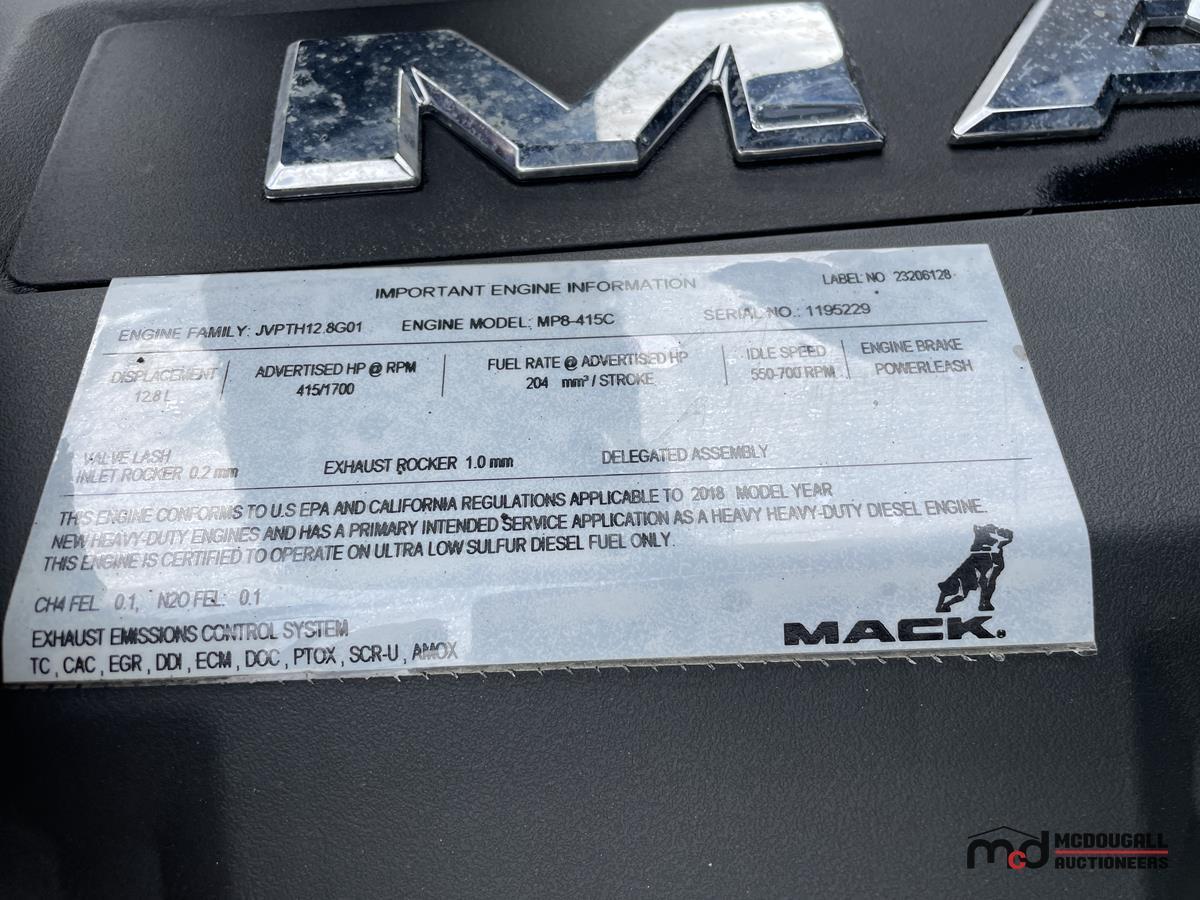 MA
IMPORTANT ENGINE INFORMATION
LABEL NO 23206128
ENGINE FAMILY: JVPTH12.8G01 ENGINE MODEL: MP8-415C SERIAL NO.: 1195229
DISPLACEMENT
12.8 L
ADVERTISED HP @ RPM
415/1700
FUEL RATE @ ADVERTISED HP
204 mm³ / STROKE
IDLE SPEED
550-700 RPM
ENGINE BRAKE
POWERLEASH
VALVE LASH
INLET ROCKER 0.2 mm EXHAUST ROCKER 1.0 mm DELEGATED ASSEMBLY
THIS ENGINE CONFORMS TO U.S EPA AND CALIFORNIA REGULATIONS APPLICABLE TO 2018 MODEL YEAR
NEW HEAVY-DUTY ENGINES AND HAS A PRIMARY INTENDED SERVICE APPLICATION AS A HEAVY HEAVY-DUTY DIESEL ENGINE.
THIS ENGINE IS CERTIFIED TO OPERATE ON ULTRA LOW SULFUR DIESEL FUEL ONLY.
CH4 FEL 0.1, N2O FEL: 0.1
EXHAUST EMISSIONS CONTROL SYSTEM
TC , CAC , EGR , DDI , ECM , DOC , PTOX , SCR-U , AMOX
MACK®
mcd MCDOUGALL
AUCTIONEERS